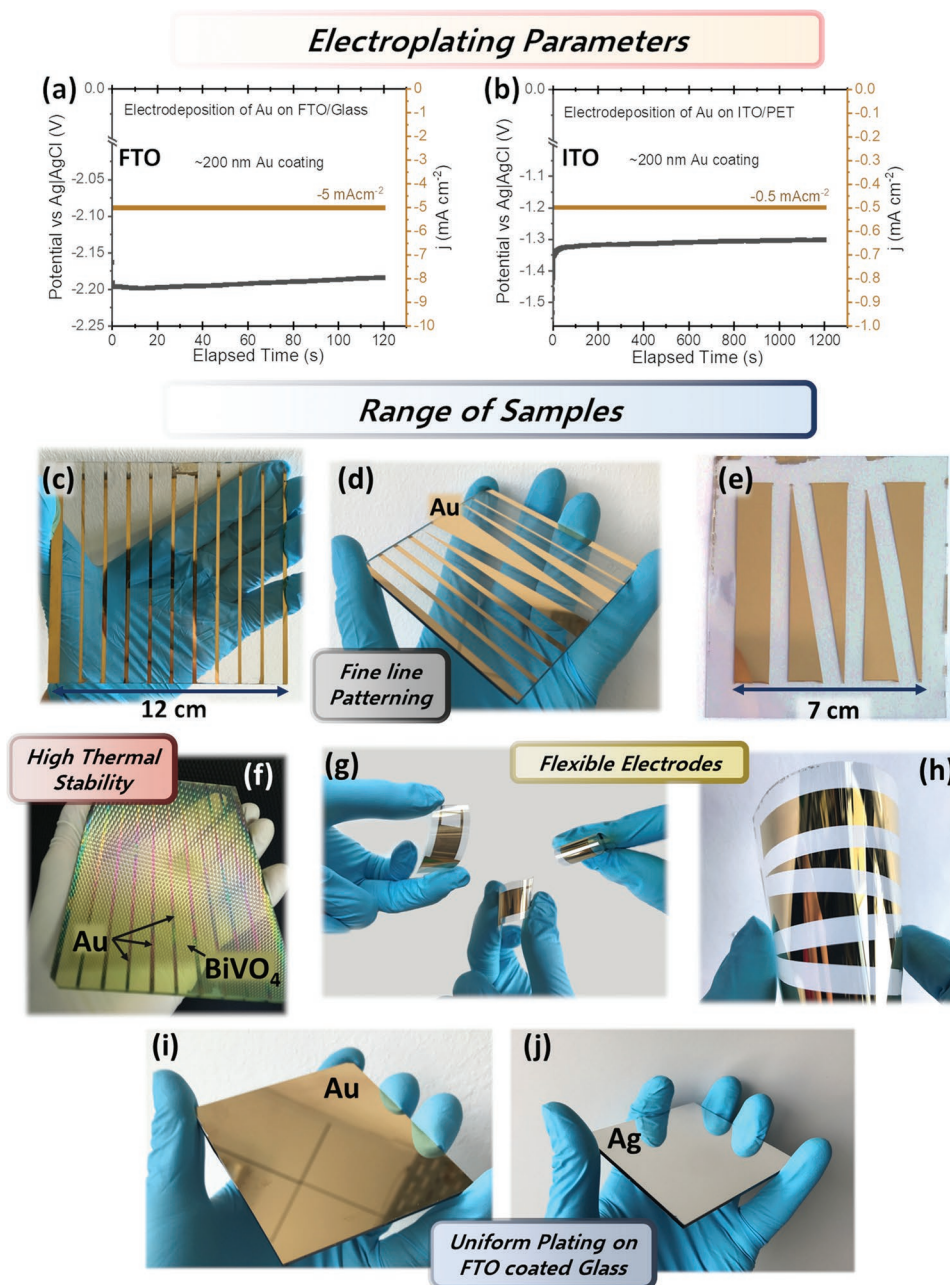 Electroplating Parameters
(a)
Electrodeposition of Au on FTO/Glass
FTO
~200 nm Au coating
-5 mAcm⁻²
Potential vs Ag|AgCl (V)
0.0
-2.05
-2.10
-2.15
-2.20
-2.25
0 20 40 60 80 100 120
Elapsed Time (s)
0
-1
-2
-3
-4
-5
-6
-7
-8
-9
-10
j (mA cm⁻²)
(b)
Electrodeposition of Au on ITO/PET
ITO
~200 nm Au coating
-0.5 mAcm⁻²
Potential vs Ag|AgCl (V)
0.0
-1.1
-1.2
-1.3
-1.4
-1.5
0 200 400 600 800 1000 1200
Elapsed Time (s)
0.0
-0.1
-0.2
-0.3
-0.4
-0.5
-0.6
-0.7
-0.8
-0.9
-1.0
j (mA cm⁻²)
Range of Samples
(c)
12 cm
(d)
Au
Fine line
Patterning
(e)
7 cm
High Thermal
Stability
(f)
Au
BiVO₄
(g)
Flexible Electrodes
(h)
(i)
Au
(j)
Ag
Uniform Plating on
FTO coated Glass